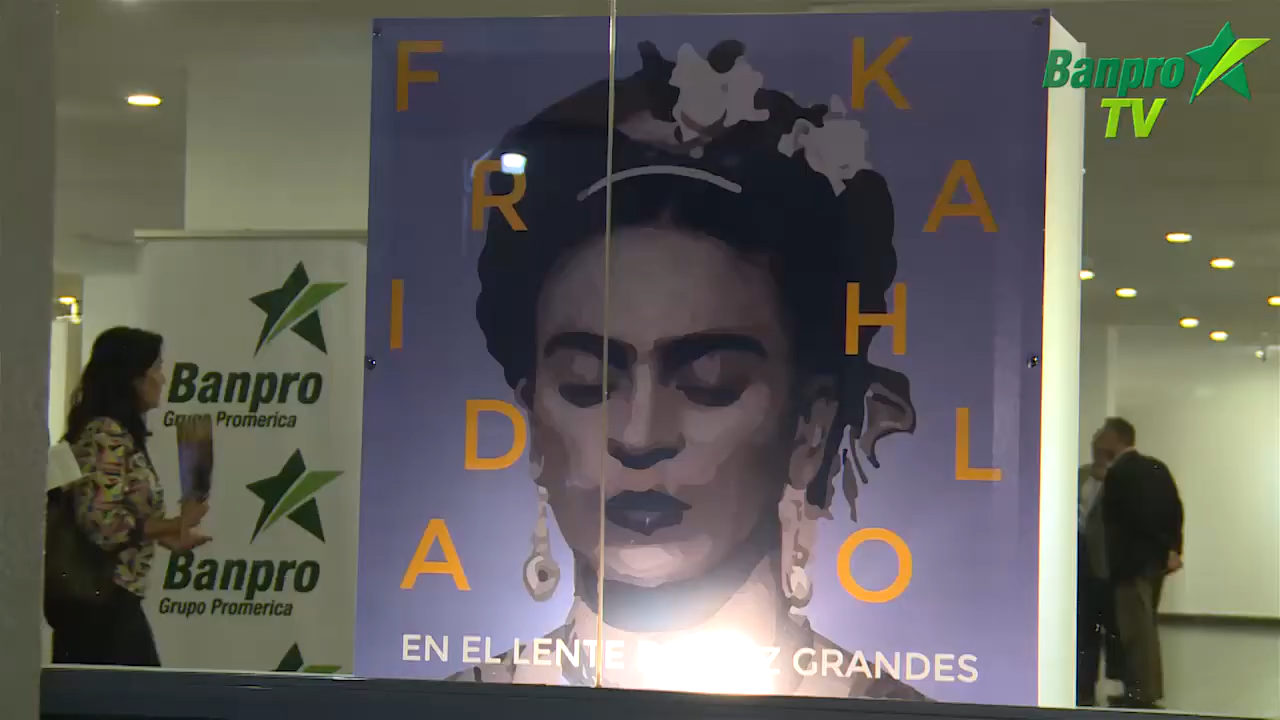 F K
R A
I H
D L
A O
EN EL LENTE GRANDES
Banpro
Grupo Promerica
Banpro
Grupo Promerica
Banpro
TV